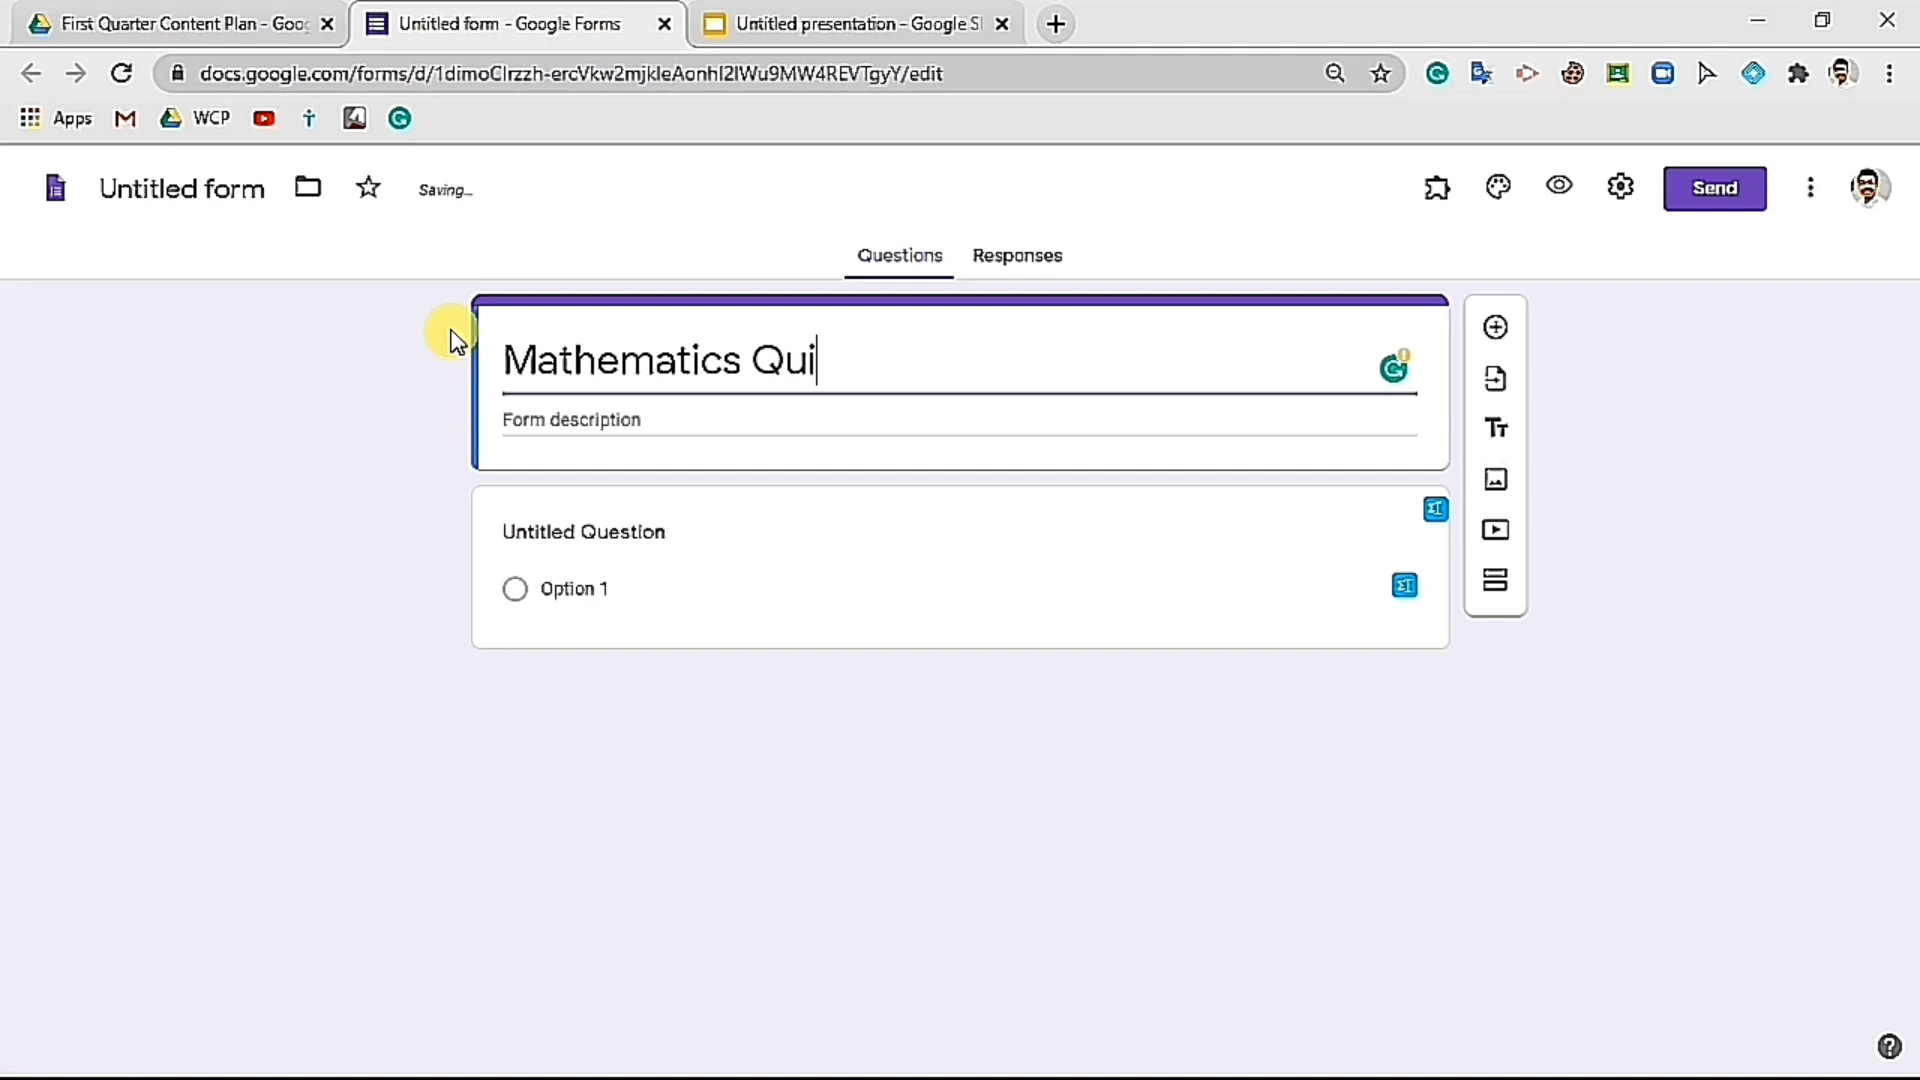 First Quarter Content Plan - Goo
Untitled form - Google Forms
Untitled presentation - Google Sl
docs.google.com/forms/d/1dimoClrzzh-ercVkw2mjkleAonhI2lWu9MW4REVTgyY/edit
Apps
WCP
Untitled form
Saving...
Send
Questions
Responses
Mathematics Qui
Form description
Untitled Question
Option 1